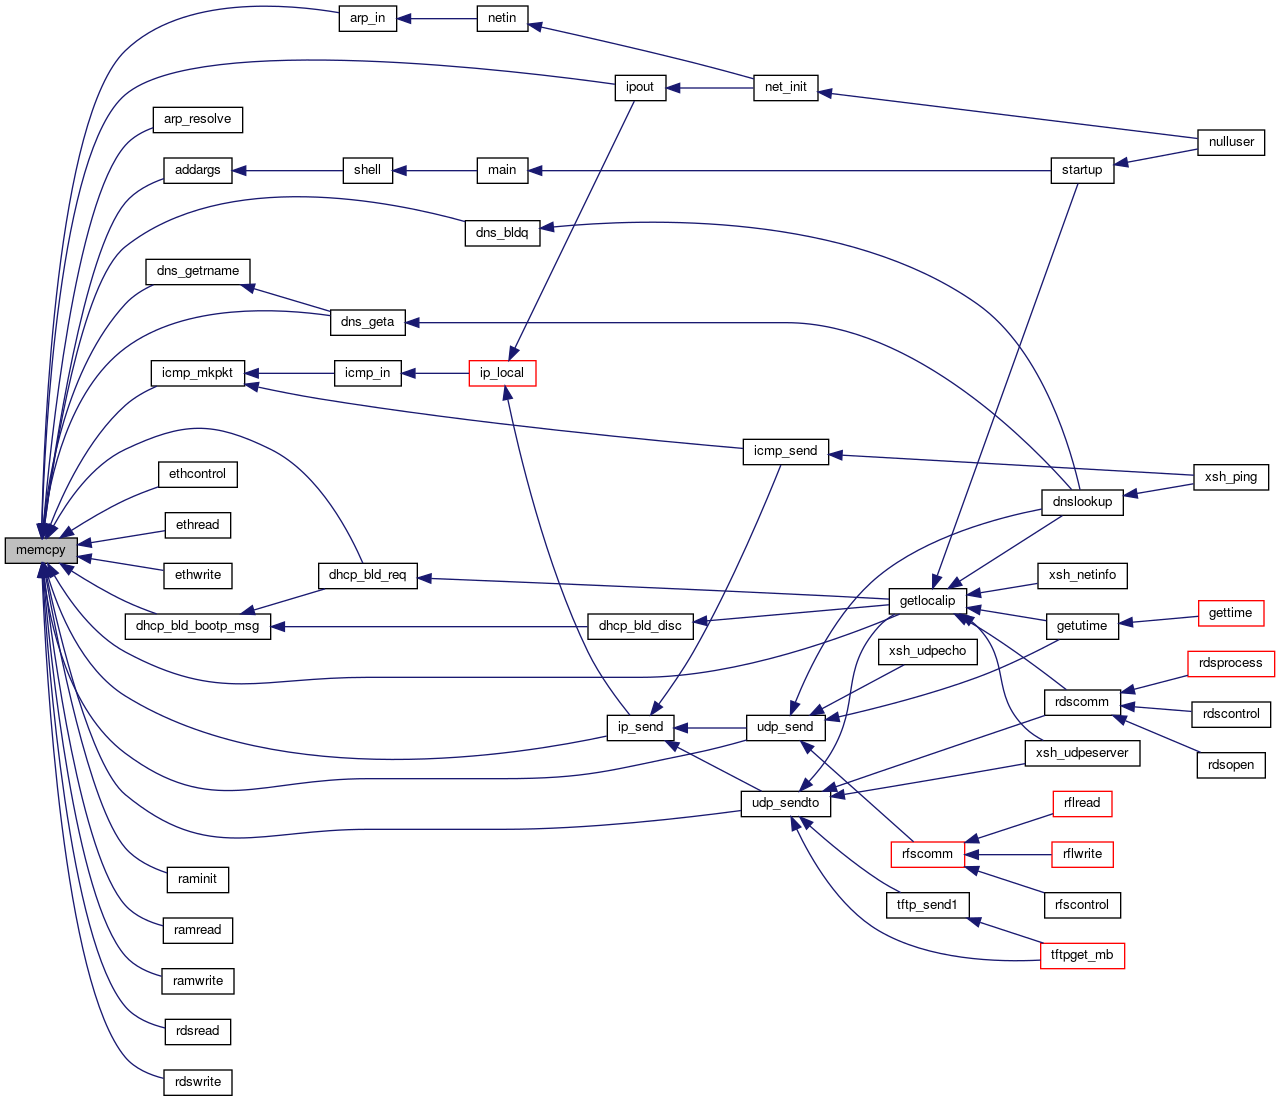 arp_in
netin
ipout
net_init
arp_resolve
nulluser
addargs
shell
main
startup
dns_bldq
dns_getrname
dns_geta
icmp_mkpkt
icmp_in
ip_local
icmp_send
ethcontrol
xsh_ping
dnslookup
ethread
memcpy
ethwrite
dhcp_bld_req
xsh_netinfo
getlocalip
gettime
dhcp_bld_bootp_msg
dhcp_bld_disc
getutime
xsh_udpecho
rdsprocess
rdscomm
rdscontrol
ip_send
udp_send
xsh_udpeserver
rdsopen
udp_sendto
rflread
rfscomm
rflwrite
raminit
tftp_send1
rfscontrol
ramread
tftpget_mb
ramwrite
rdsread
rdswrite